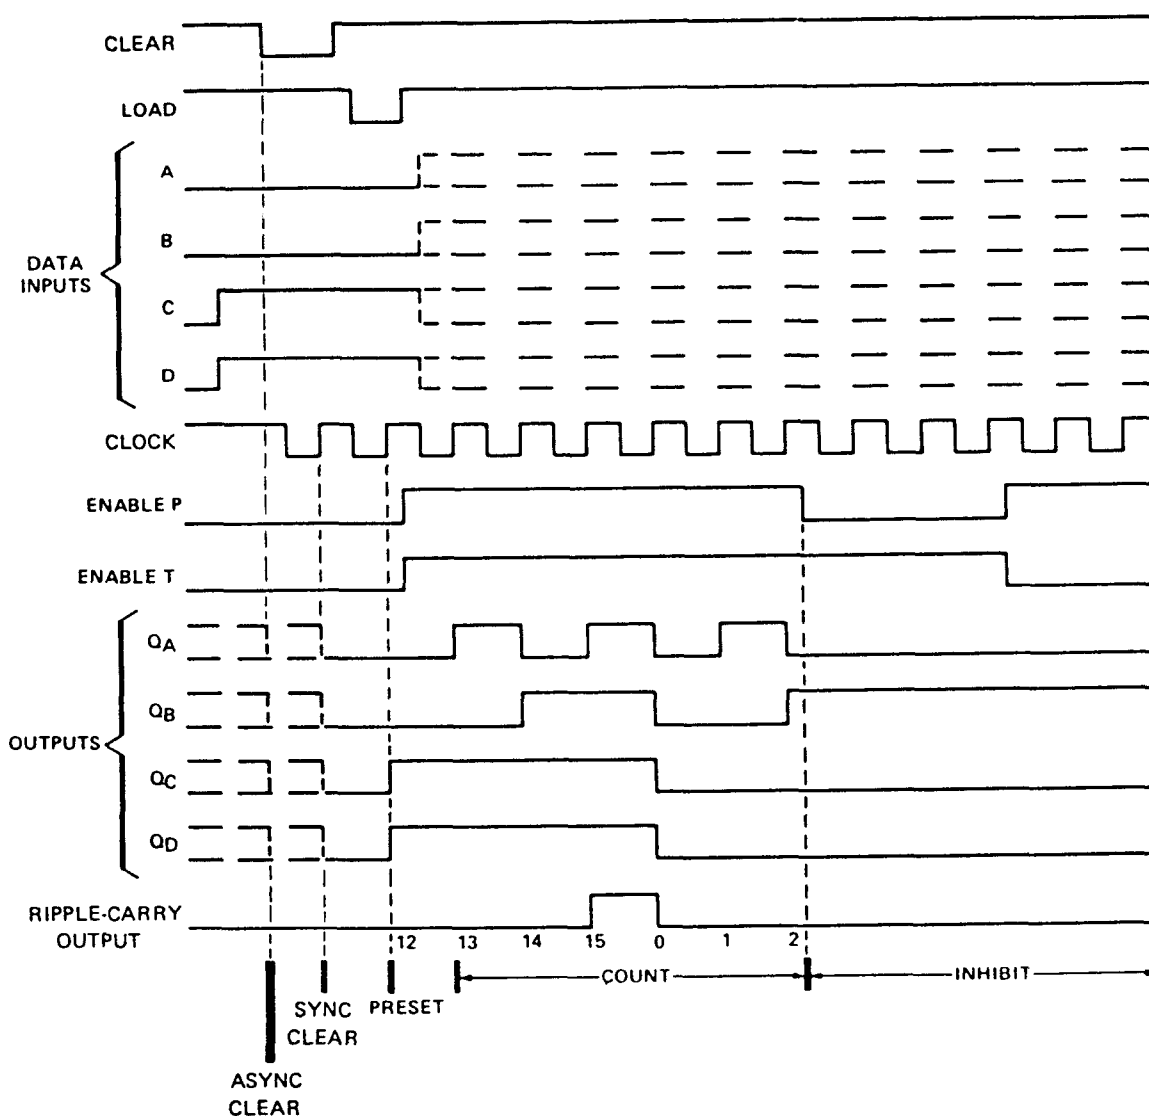 CLEAR
LOAD
A
B
DATA
INPUTS
C
D
CLOCK
ENABLE P
ENABLE T
QA
QB
OUTPUTS
QC
QD
RIPPLE-CARRY
OUTPUT
12 13 14 15 0 1 2
COUNT INHIBIT
SYNC
CLEAR
PRESET
ASYNC
CLEAR